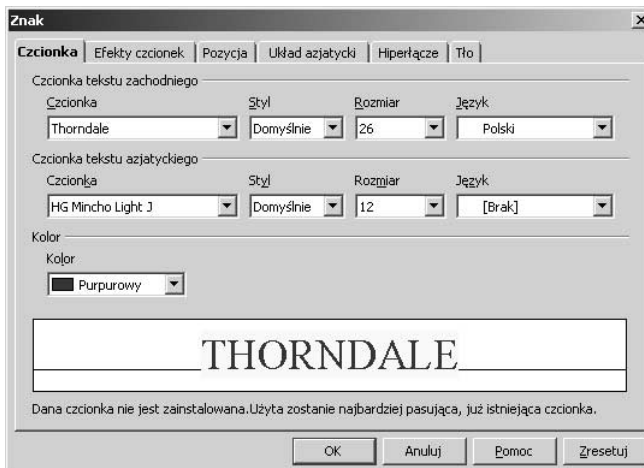 Znak
Czcionka Efekty czcionek Pozycja Układ azjatycki Hiperłącze Tło
Czcionka tekstu zachodniego
Czcionka Styl Rozmiar Język
Thorndale Domyślnie 26 Polski
Czcionka tekstu azjatyckiego
Czcionka Styl Rozmiar Język
HG Mincho Light J Domyślnie 12 [Brak]
Kolor
Kolor
Purpurowy
THORNDALE
Dana czcionka nie jest zainstalowana.Użyta zostanie najbardziej pasująca, już istniejąca czcionka.
OK Anuluj Pomoc Zresetuj